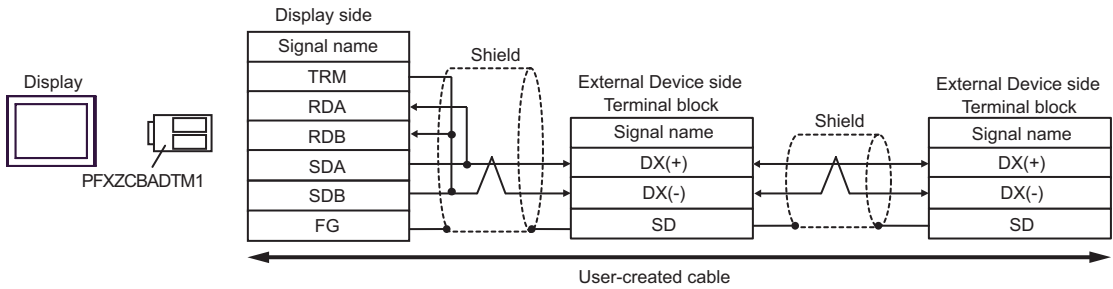 Display side
Signal name
TRM
RDA
RDB
SDA
SDB
FG
Display
PFXZCBADTM1
Shield
External Device side
Terminal block
Signal name
DX(+)
DX(-)
SD
Shield
External Device side
Terminal block
Signal name
DX(+)
DX(-)
SD
User-created cable